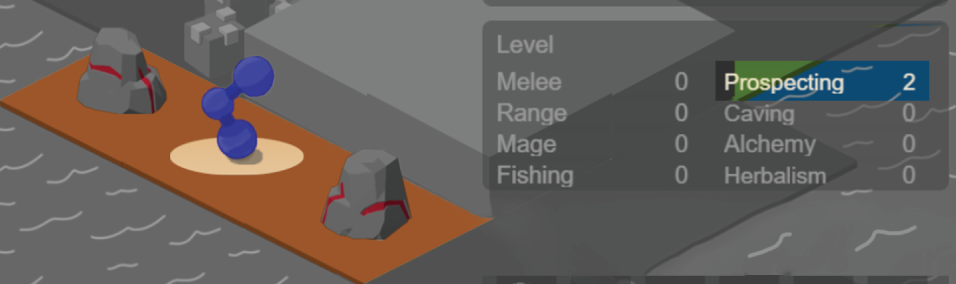 Level
Melee 0 Prospecting 2
Range 0 Caving 0
Mage 0 Alchemy 0
Fishing 0 Herbalism 0